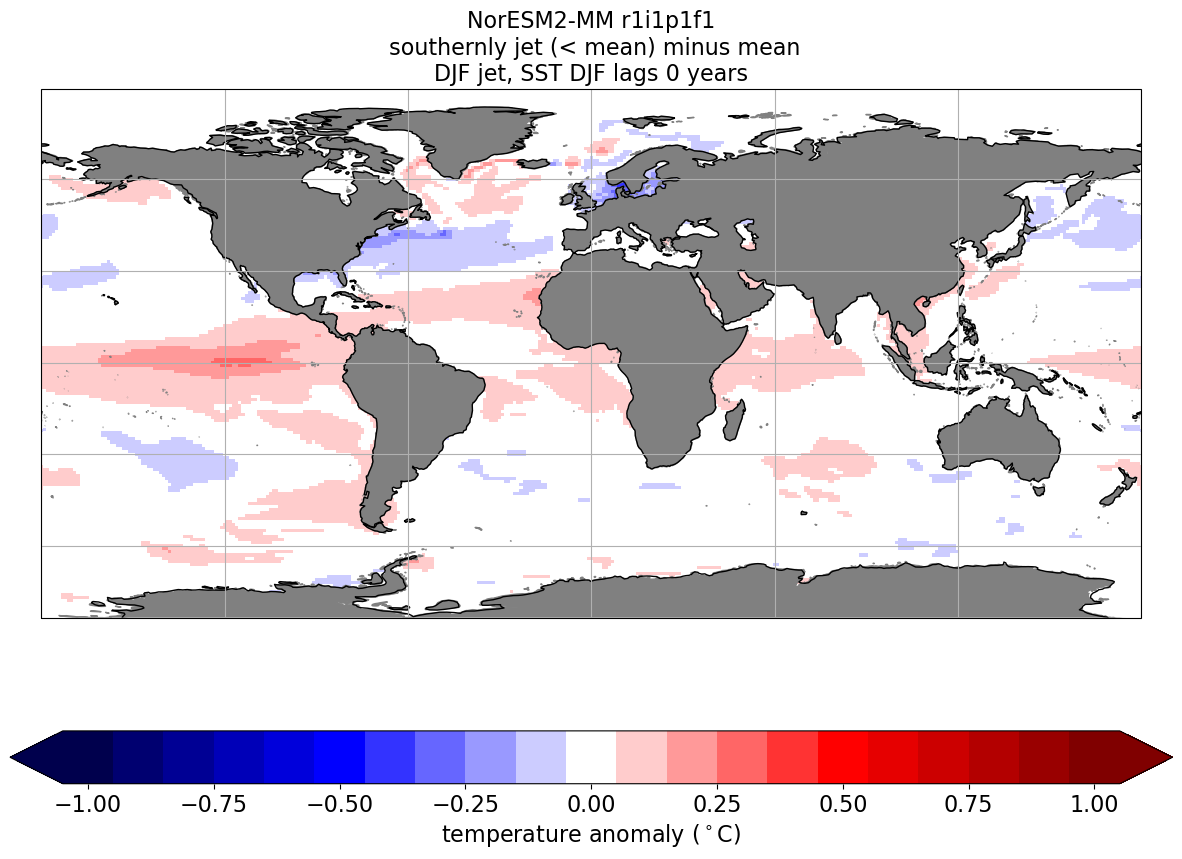 NorESM2-MM r1i1p1f1
southernly jet (< mean) minus mean
DJF jet, SST DJF lags 0 years
−1.00 −0.75 −0.50 −0.25 0.00 0.25 0.50 0.75 1.00
temperature anomaly (°C)